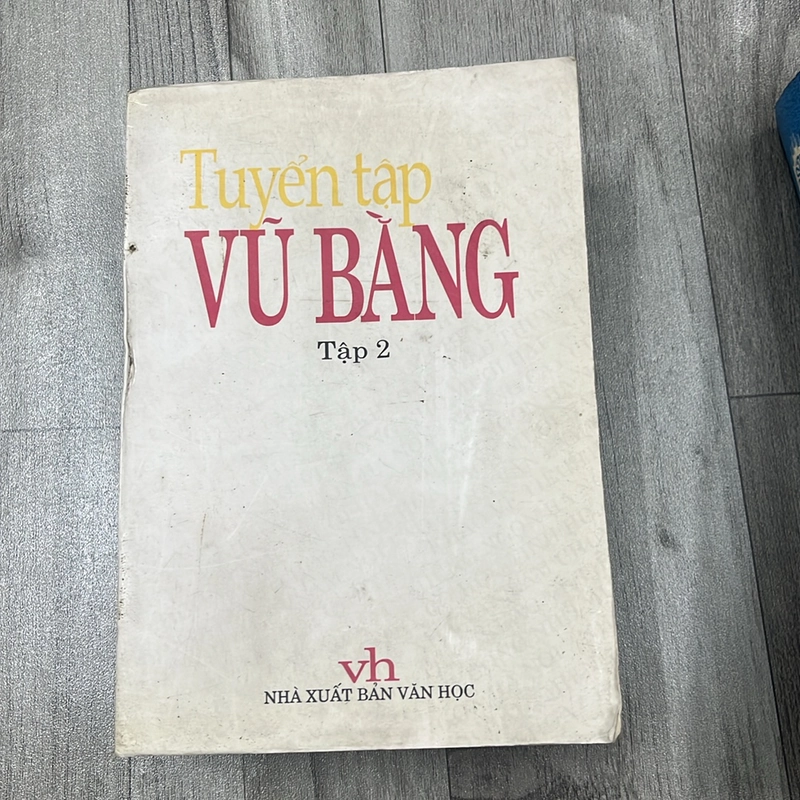 Tuyển tập
VŨ BẰNG
Tập 2
vh
NHÀ XUẤT BẢN VĂN HỌC